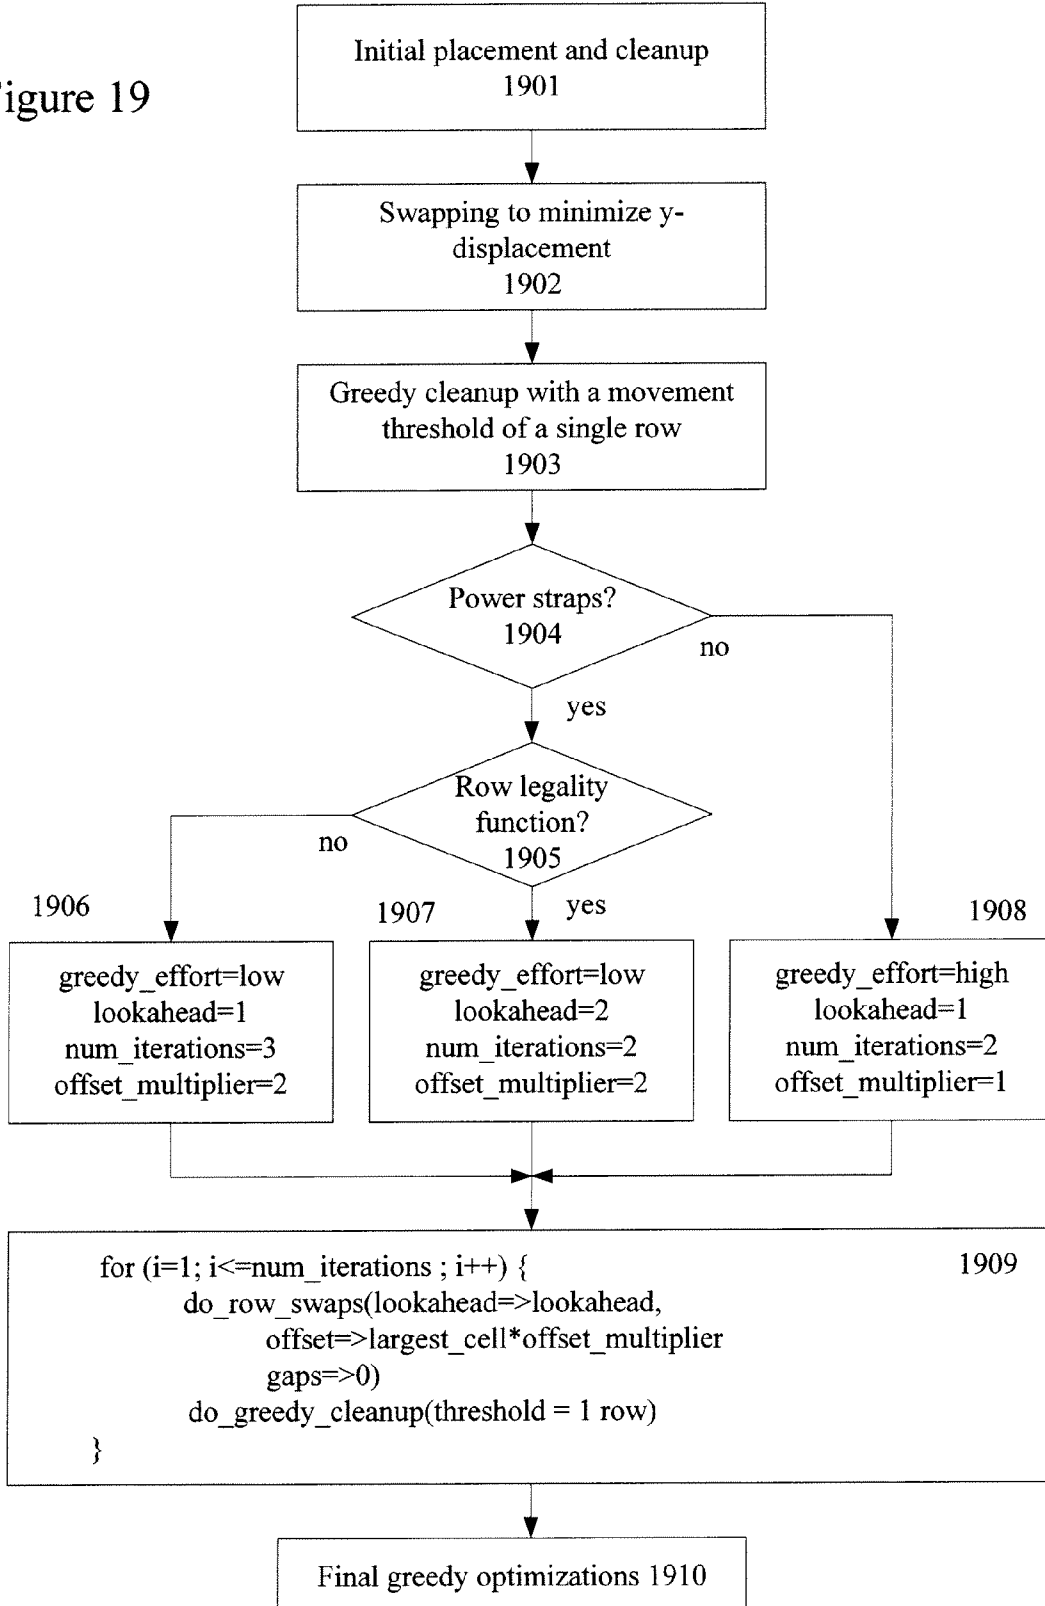 igure 19
Initial placement and cleanup
1901
Swapping to minimize y-
displacement
1902
Greedy cleanup with a movement
threshold of a single row
1903
Power straps?
1904
no
yes
Row legality
function?
1905
no
yes
1906
greedy_effort=low
lookahead=1
num_iterations=3
offset_multiplier=2
1907
greedy_effort=low
lookahead=2
num_iterations=2
offset_multiplier=2
1908
greedy_effort=high
lookahead=1
num_iterations=2
offset_multiplier=1
1909
for (i=1; i<=num_iterations ; i++) {
do_row_swaps(lookahead=>lookahead,
offset=>largest_cell*offset_multiplier
gaps=>0)
do_greedy_cleanup(threshold = 1 row)
}
Final greedy optimizations 1910